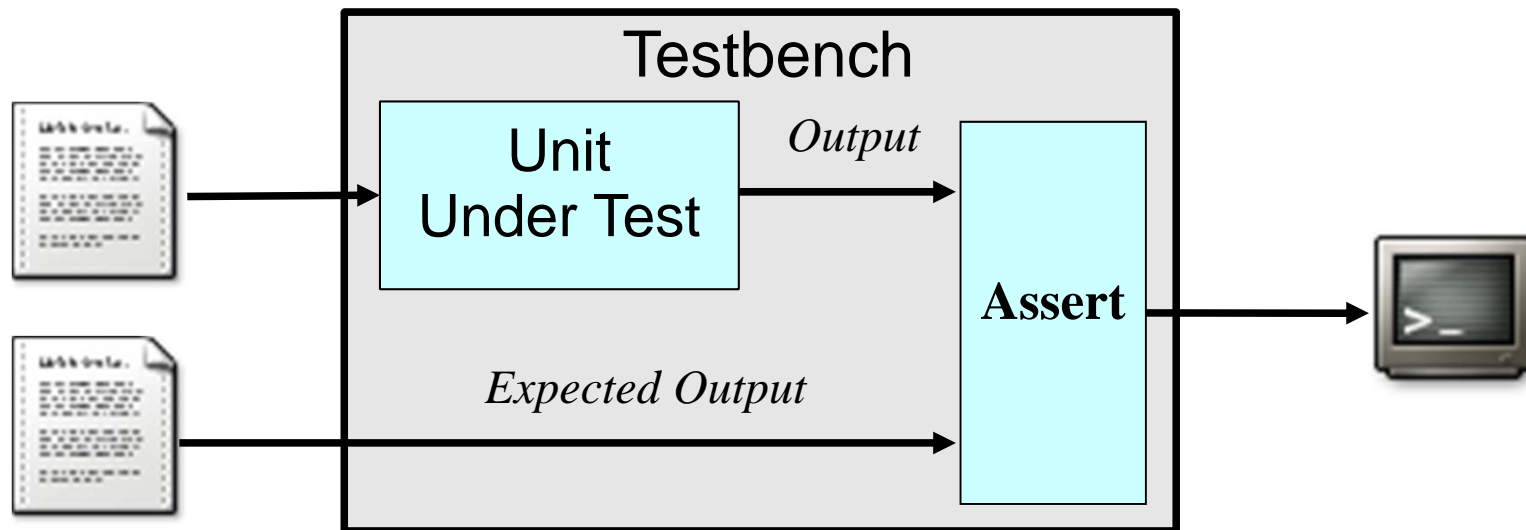 Testbench
Unit
Under Test
Output
Assert
Expected Output
>_